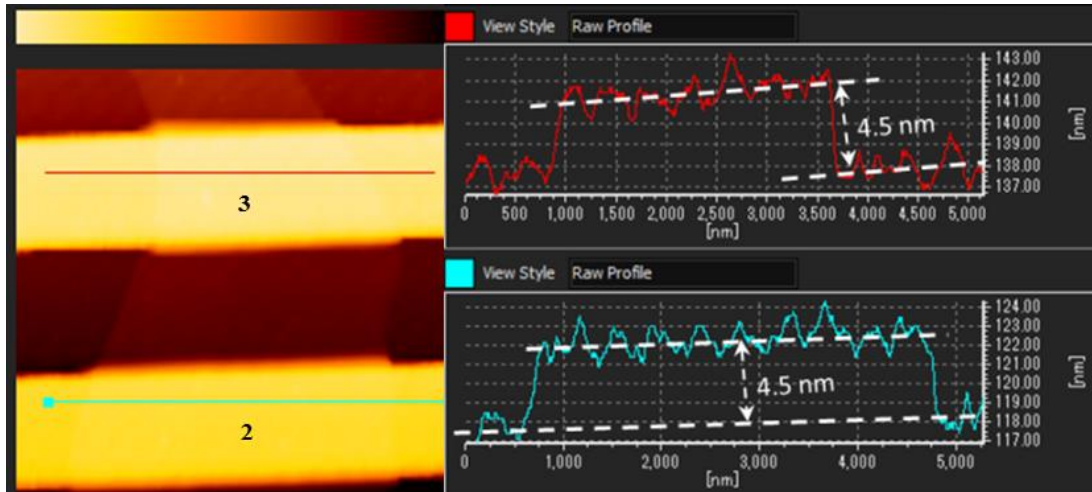 View Style Raw Profile
143.00
142.00
141.00
140.00
139.00
138.00
137.00
[nm]
4.5 nm
0 500 1,000 1,500 2,000 2,500 3,000 3,500 4,000 4,500 5,000
[nm]
3
View Style Raw Profile
124.00
123.00
122.00
121.00
120.00
119.00
118.00
117.00
[nm]
4.5 nm
0 1,000 2,000 3,000 4,000 5,000
[nm]
2